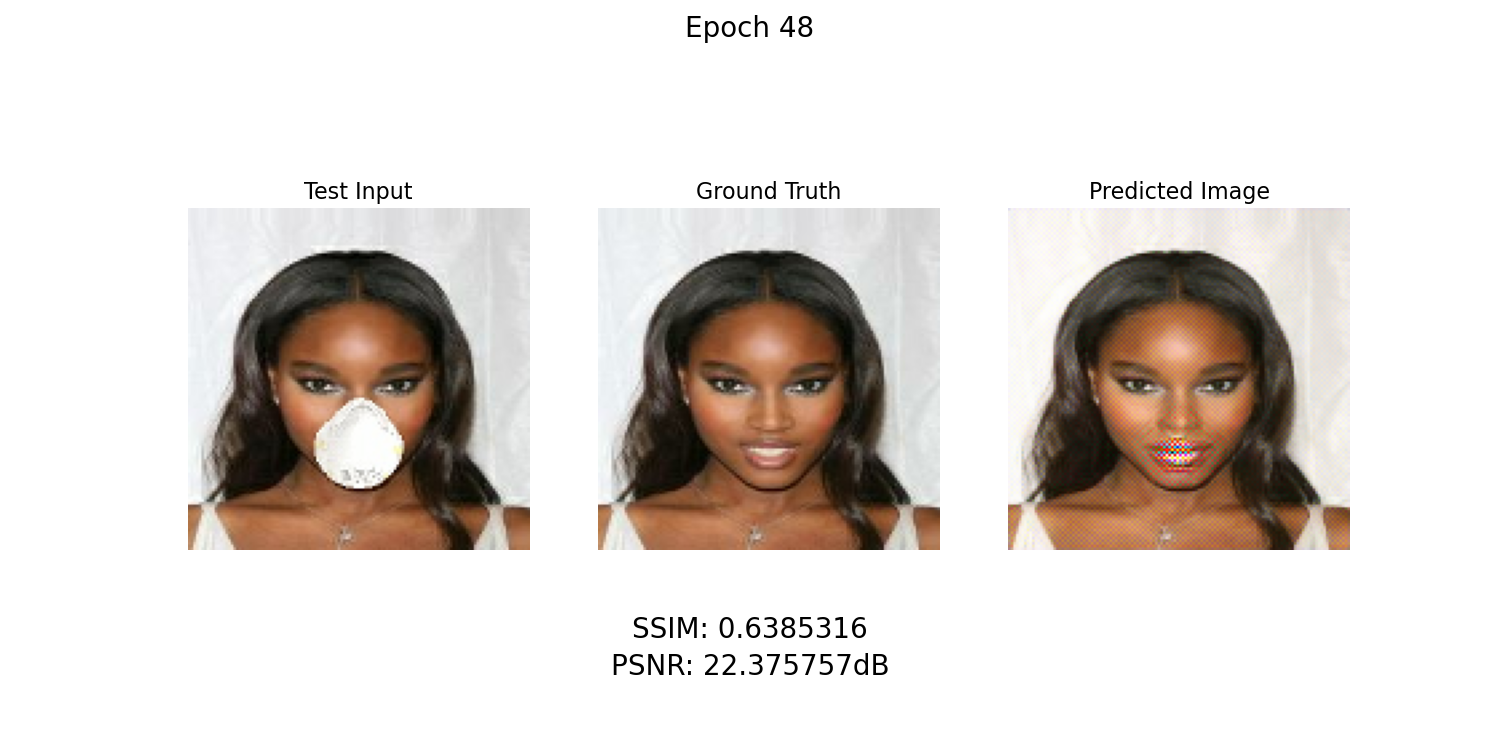 Epoch 48
Test Input
Ground Truth
Predicted Image
SSIM: 0.6385316
PSNR: 22.375757dB